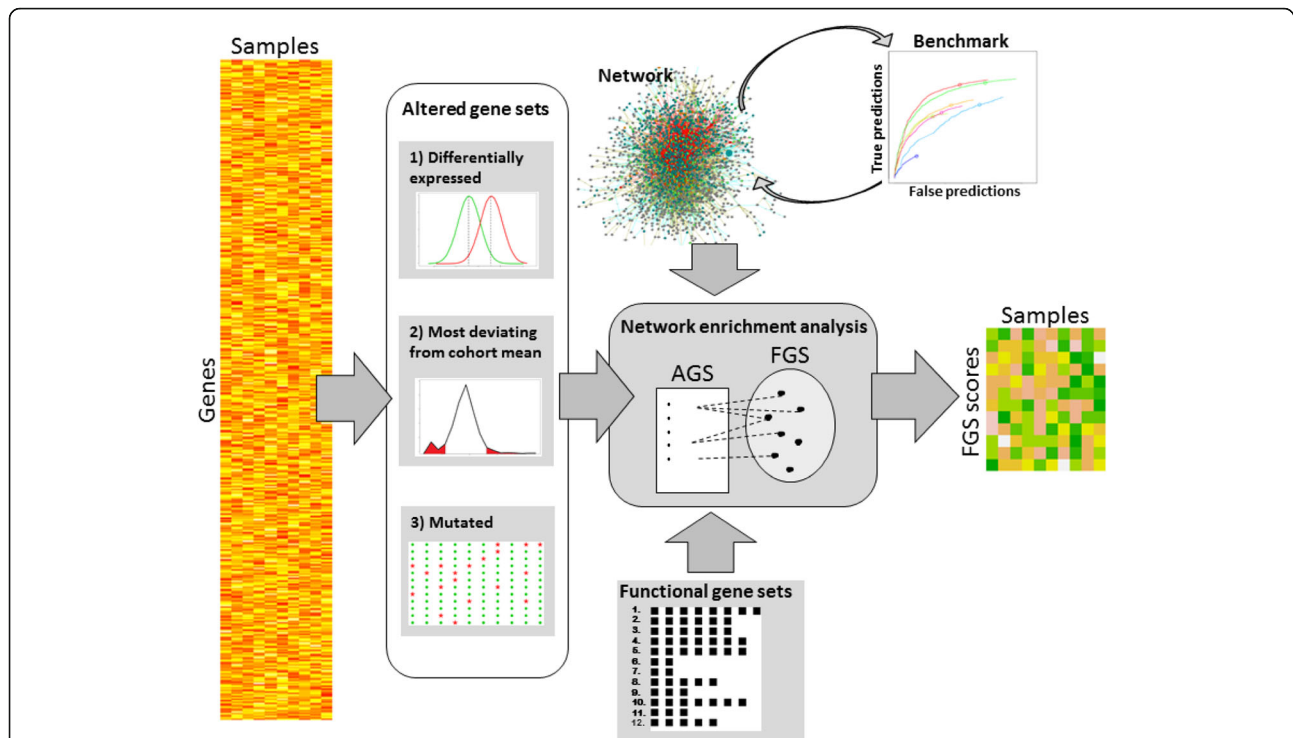 Samples
Genes
Altered gene sets
1) Differentially
expressed
2) Most deviating
from cohort mean
3) Mutated
Network
Benchmark
True predictions
False predictions
Network enrichment analysis
AGS
FGS
Functional gene sets
1.
2.
3.
4.
5.
6.
7.
8.
9.
10.
11.
12.
Samples
FGS scores